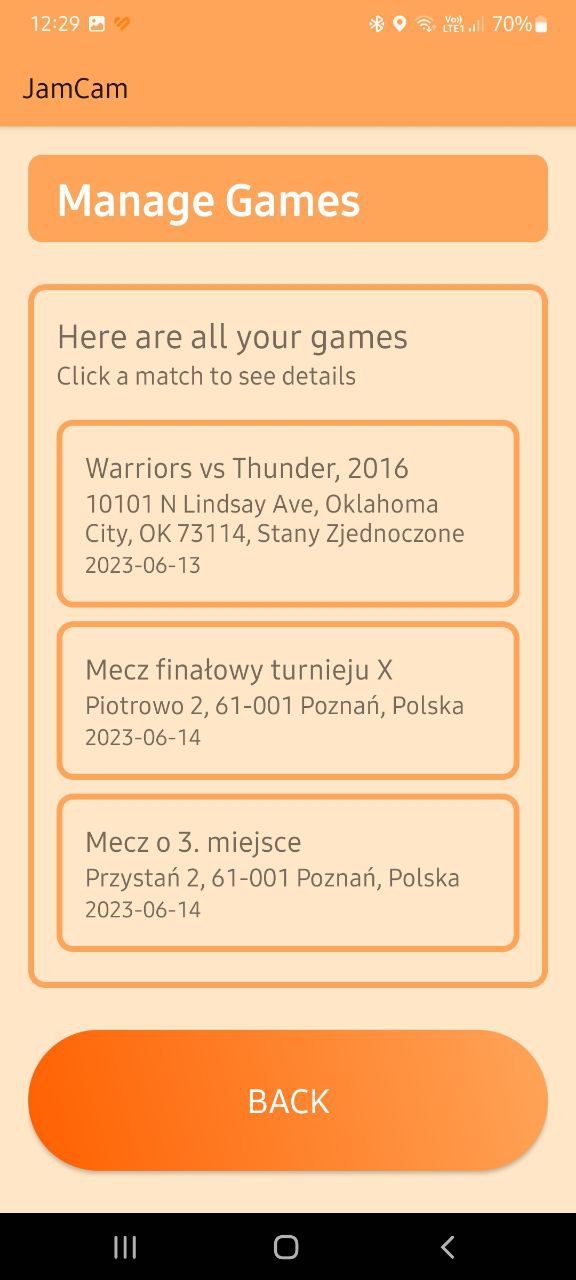 12:29 Vo)) LTE1 70%
JamCam
Manage Games
Here are all your games
Click a match to see details
Warriors vs Thunder, 2016
10101 N Lindsay Ave, Oklahoma
City, OK 73114, Stany Zjednoczone
2023-06-13
Mecz finałowy turnieju X
Piotrowo 2, 61-001 Poznań, Polska
2023-06-14
Mecz o 3. miejsce
Przystań 2, 61-001 Poznań, Polska
2023-06-14
BACK